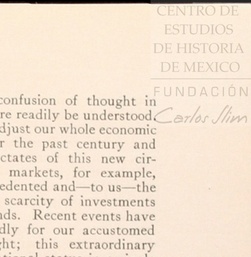 CENTRO DE
ESTUDIOS
DE HISTORIA
DE MEXICO
FUNDACIÓN
Carlos Slim
confusion of thought in
re readily be understood
djust our whole economic
r the past century and
ctates of this new cir-
markets, for example,
edented and—to us—the
scarcity of investments
nds. Recent events have
dly for our accustomed
ght; this extraordinary